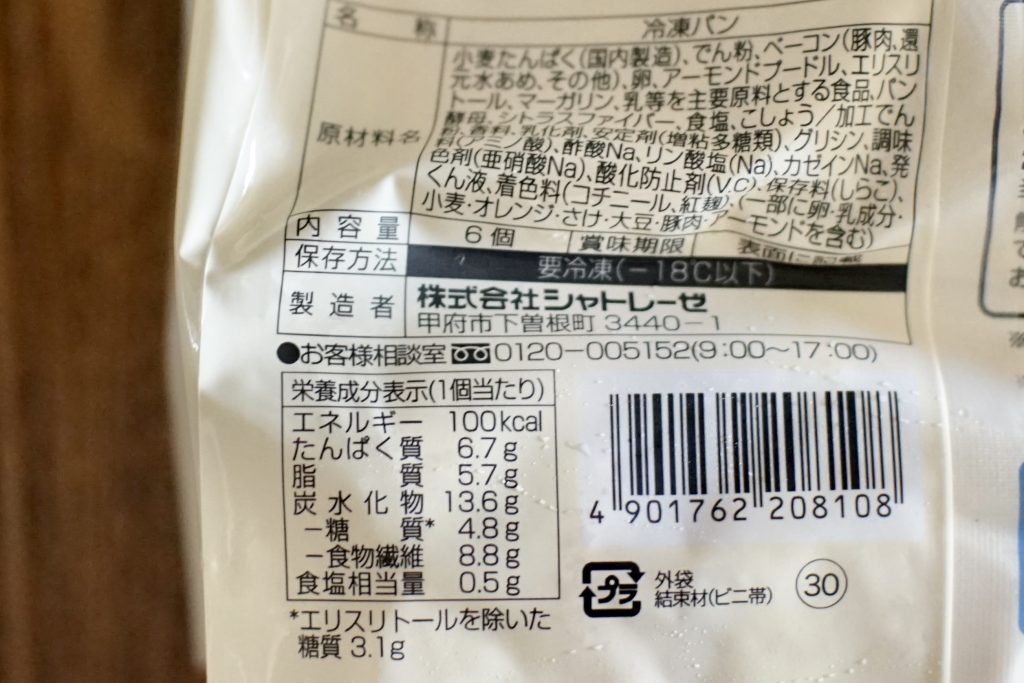 名称 冷凍パン
原材料名 小麦たんぱく(国内製造)、でん粉、ベーコン(豚肉、還
元水あめ、その他)、卵、アーモンドプードル、エリスリ
トール、マーガリン、乳等を主要原料とする食品、パン
酵母、シトラスファイバー、食塩、こしょう/加工でん
粉、香料、乳化剤、安定剤(増粘多糖類)、グリシン、調味
料(アミノ酸)、酢酸Na、リン酸塩(Na)、カゼインNa、発
色剤(亜硝酸Na)、酸化防止剤(V.C)、保存料(しらこ)、
くん液、着色料(コチニール、紅麹)、(一部に卵・乳成分・
小麦・オレンジ・さけ・大豆・豚肉・アーモンドを含む)
内容量 6個 賞味期限 表面に記載
保存方法 要冷凍(−18C以下)
製造者 株式会社シャトレーゼ
甲府市下曽根町 3440−1
●お客様相談室 0120−005152(9:00〜17:00)
栄養成分表示(1個当たり)
エネルギー 100kcal
たんぱく質 6.7g
脂質 5.7g
炭水化物 13.6g
−糖質* 4.8g
−食物繊維 8.8g
食塩相当量 0.5g
*エリスリトールを除いた
糖質 3.1g
4 901762 208108
プラ 外袋
結束材(ビニ帯)
30